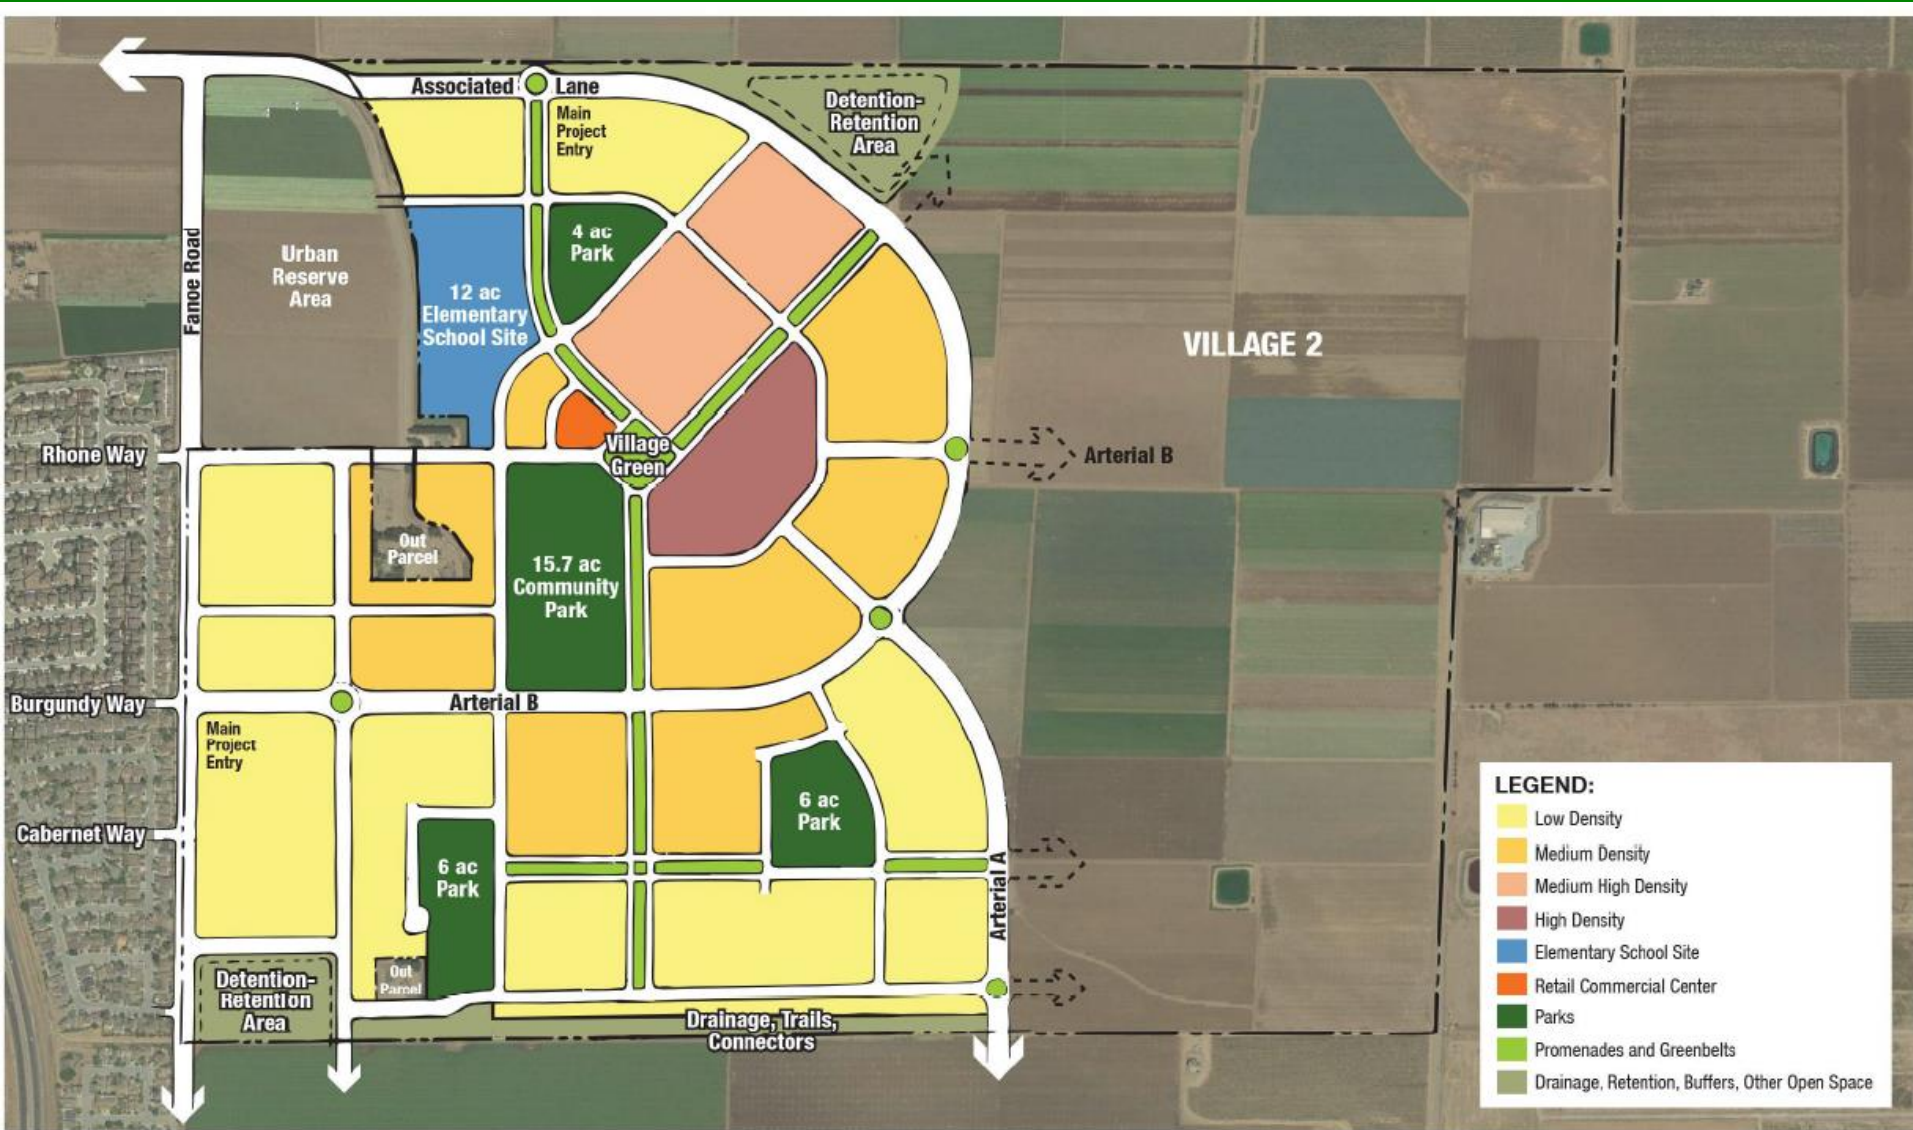 Associated Lane
Main
Project
Entry
Detention-
Retention
Area
Fanoe Road
Urban
Reserve
Area
4 ac
Park
12 ac
Elementary
School Site
VILLAGE 2
Rhone Way
Village
Green
Arterial B
Out
Parcel
15.7 ac
Community
Park
Burgundy Way
Arterial B
Main
Project
Entry
Cabernet Way
6 ac
Park
6 ac
Park
Arterial A
Out
Parcel
Detention-
Retention
Area
Drainage, Trails,
Connectors
LEGEND:
Low Density
Medium Density
Medium High Density
High Density
Elementary School Site
Retail Commercial Center
Parks
Promenades and Greenbelts
Drainage, Retention, Buffers, Other Open Space